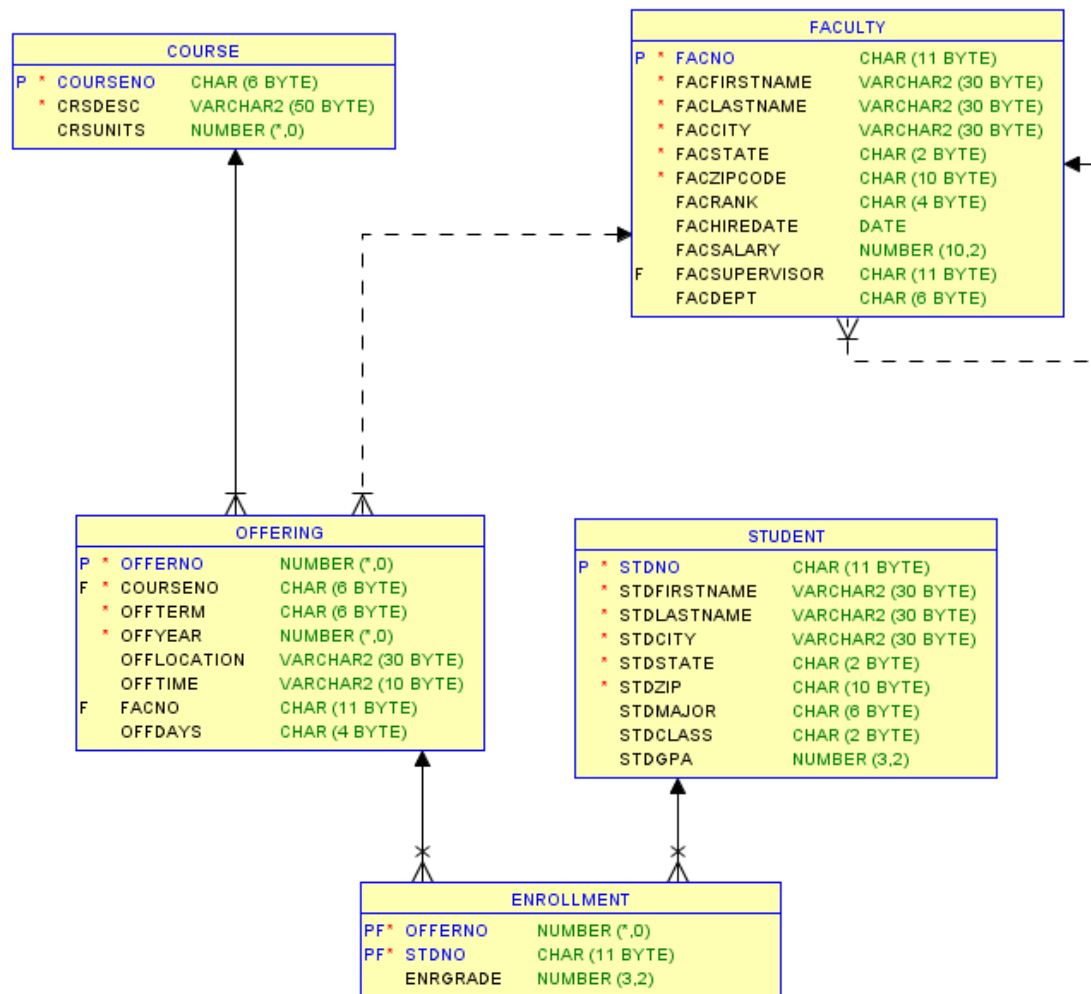 COURSE
P * COURSENO CHAR (6 BYTE)
* CRSDESC VARCHAR2 (50 BYTE)
CRSUNITS NUMBER (*,0)
FACULTY
P * FACNO CHAR (11 BYTE)
* FACFIRSTNAME VARCHAR2 (30 BYTE)
* FACLASTNAME VARCHAR2 (30 BYTE)
* FACCITY VARCHAR2 (30 BYTE)
* FACSTATE CHAR (2 BYTE)
* FACZIPCODE CHAR (10 BYTE)
FACRANK CHAR (4 BYTE)
FACHIREDATE DATE
FACSALARY NUMBER (10,2)
F FACSUPERVISOR CHAR (11 BYTE)
FACDEPT CHAR (6 BYTE)
OFFERING
P * OFFERNO NUMBER (*,0)
F * COURSENO CHAR (6 BYTE)
* OFFTERM CHAR (6 BYTE)
* OFFYEAR NUMBER (*,0)
OFFLOCATION VARCHAR2 (30 BYTE)
OFFTIME VARCHAR2 (10 BYTE)
F FACNO CHAR (11 BYTE)
OFFDAYS CHAR (4 BYTE)
STUDENT
P * STDNO CHAR (11 BYTE)
* STDFIRSTNAME VARCHAR2 (30 BYTE)
* STDLASTNAME VARCHAR2 (30 BYTE)
* STDCITY VARCHAR2 (30 BYTE)
* STDSTATE CHAR (2 BYTE)
* STDZIP CHAR (10 BYTE)
STDMAJOR CHAR (6 BYTE)
STDCLASS CHAR (2 BYTE)
STDGPA NUMBER (3,2)
ENROLLMENT
PF* OFFERNO NUMBER (*,0)
PF* STDNO CHAR (11 BYTE)
ENRGRADE NUMBER (3,2)